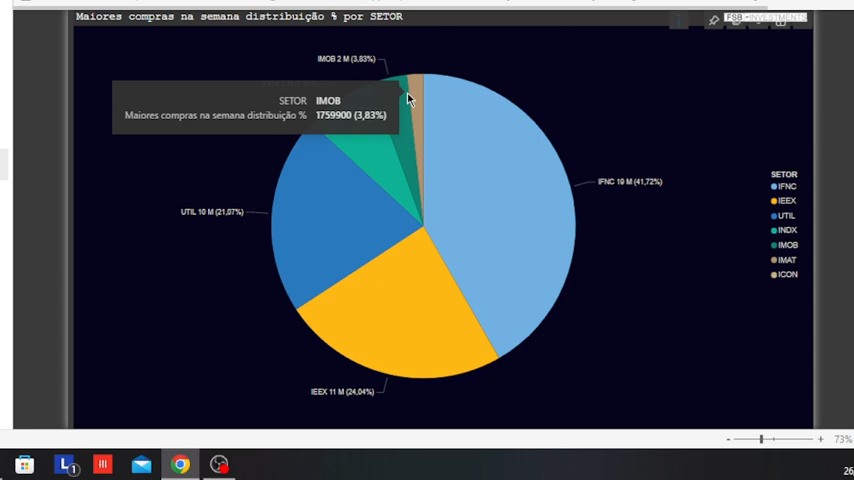 Maiores compras na semana distribuição % por SETOR
FSB - INVESTMENTS
IMOB 2 M (3,83%)
SETOR IMOB
Maiores compras na semana distribuição % 1759900 (3,83%)
IFNC 19 M (41,72%)
UTIL 10 M (21,07%)
IEEX 11 M (24,04%)
SETOR
IFNC
IEEX
UTIL
INDX
IMOB
IMAT
ICON
- + 73%
L 1
26